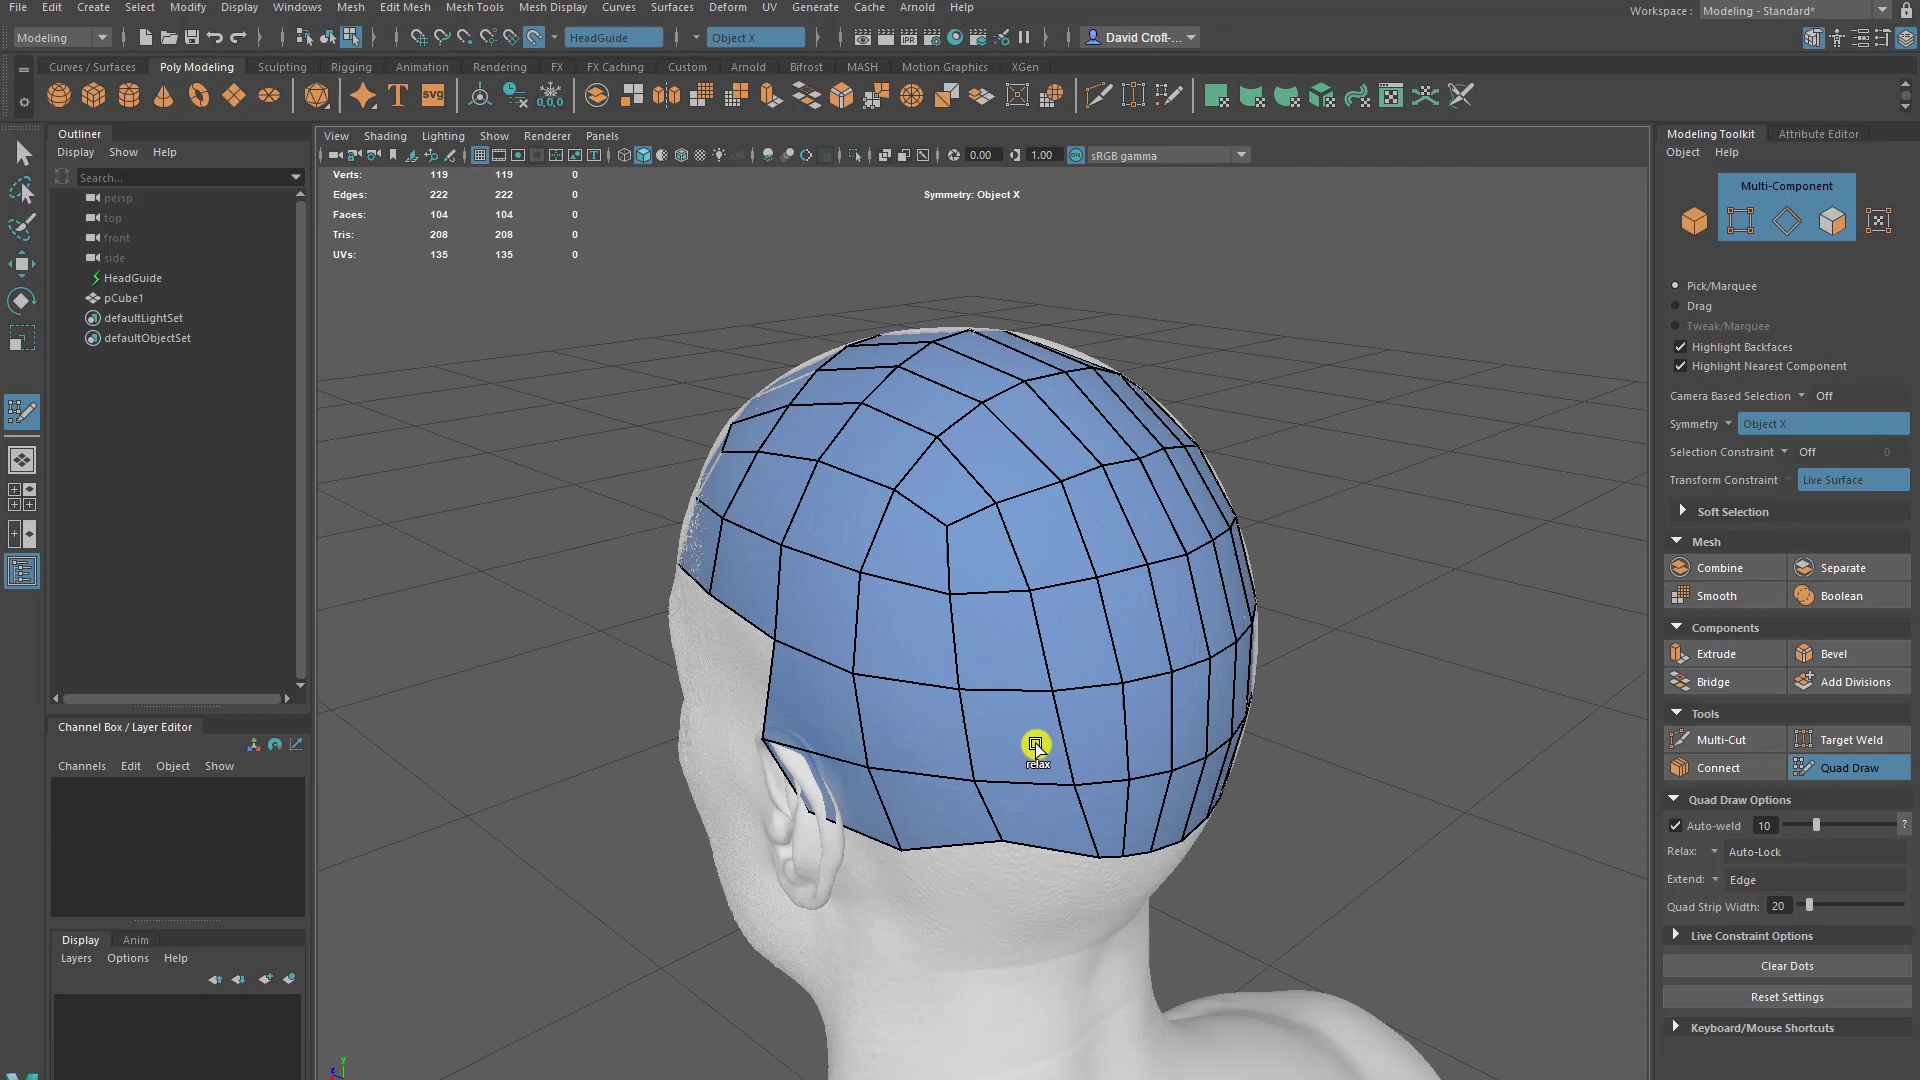 File Edit Create Select Modify Display Windows Mesh Edit Mesh Mesh Tools Mesh Display Curves Surfaces Deform UV Generate Cache Arnold Help
Workspace : Modeling - Standard*
Modeling HeadGuide Object X David Croft-...
Curves / Surfaces Poly Modeling Sculpting Rigging Animation Rendering FX FX Caching Custom Arnold Bifrost MASH Motion Graphics XGen
T svg 0,0,0
Outliner
Display Show Help
Search...
persp
top
front
side
HeadGuide
pCube1
defaultLightSet
defaultObjectSet
Channel Box / Layer Editor
Channels Edit Object Show
Display Anim
Layers Options Help
View Shading Lighting Show Renderer Panels
0.00 1.00 sRGB gamma
Verts: 119 119 0
Edges: 222 222 0
Faces: 104 104 0
Tris: 208 208 0
UVs: 135 135 0
Symmetry: Object X
relax
y
z
Modeling Toolkit Attribute Editor
Object Help
Multi-Component
Pick/Marquee
Drag
Tweak/Marquee
Highlight Backfaces
Highlight Nearest Component
Camera Based Selection Off
Symmetry Object X
Selection Constraint Off 0
Transform Constraint Live Surface
Soft Selection
Mesh
Combine Separate
Smooth Boolean
Components
Extrude Bevel
Bridge Add Divisions
Tools
Multi-Cut Target Weld
Connect Quad Draw
Quad Draw Options
Auto-weld 10 ?
Relax: Auto-Lock
Extend: Edge
Quad Strip Width: 20
Live Constraint Options
Clear Dots
Reset Settings
Keyboard/Mouse Shortcuts